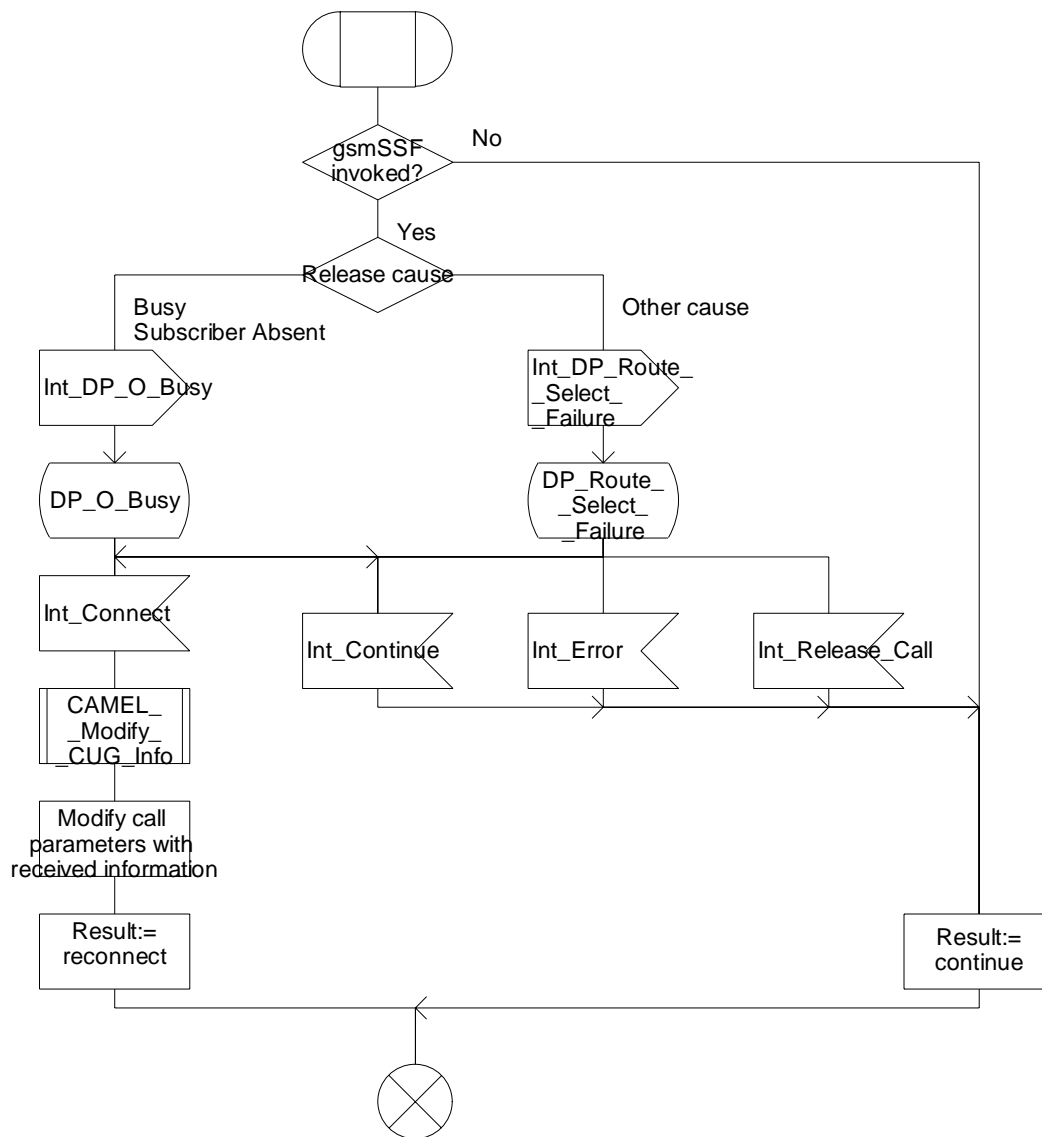 gsmSSF
invoked?
No
Yes
Release cause
Busy
Subscriber Absent
Other cause
Int_DP_O_Busy
Int_DP_Route_
_Select_
_Failure
DP_O_Busy
DP_Route_
_Select_
_Failure
Int_Connect
Int_Continue
Int_Error
Int_Release_Call
CAMEL_
_Modify_
_CUG_Info
Modify call
parameters with
received information
Result:=
reconnect
Result:=
continue